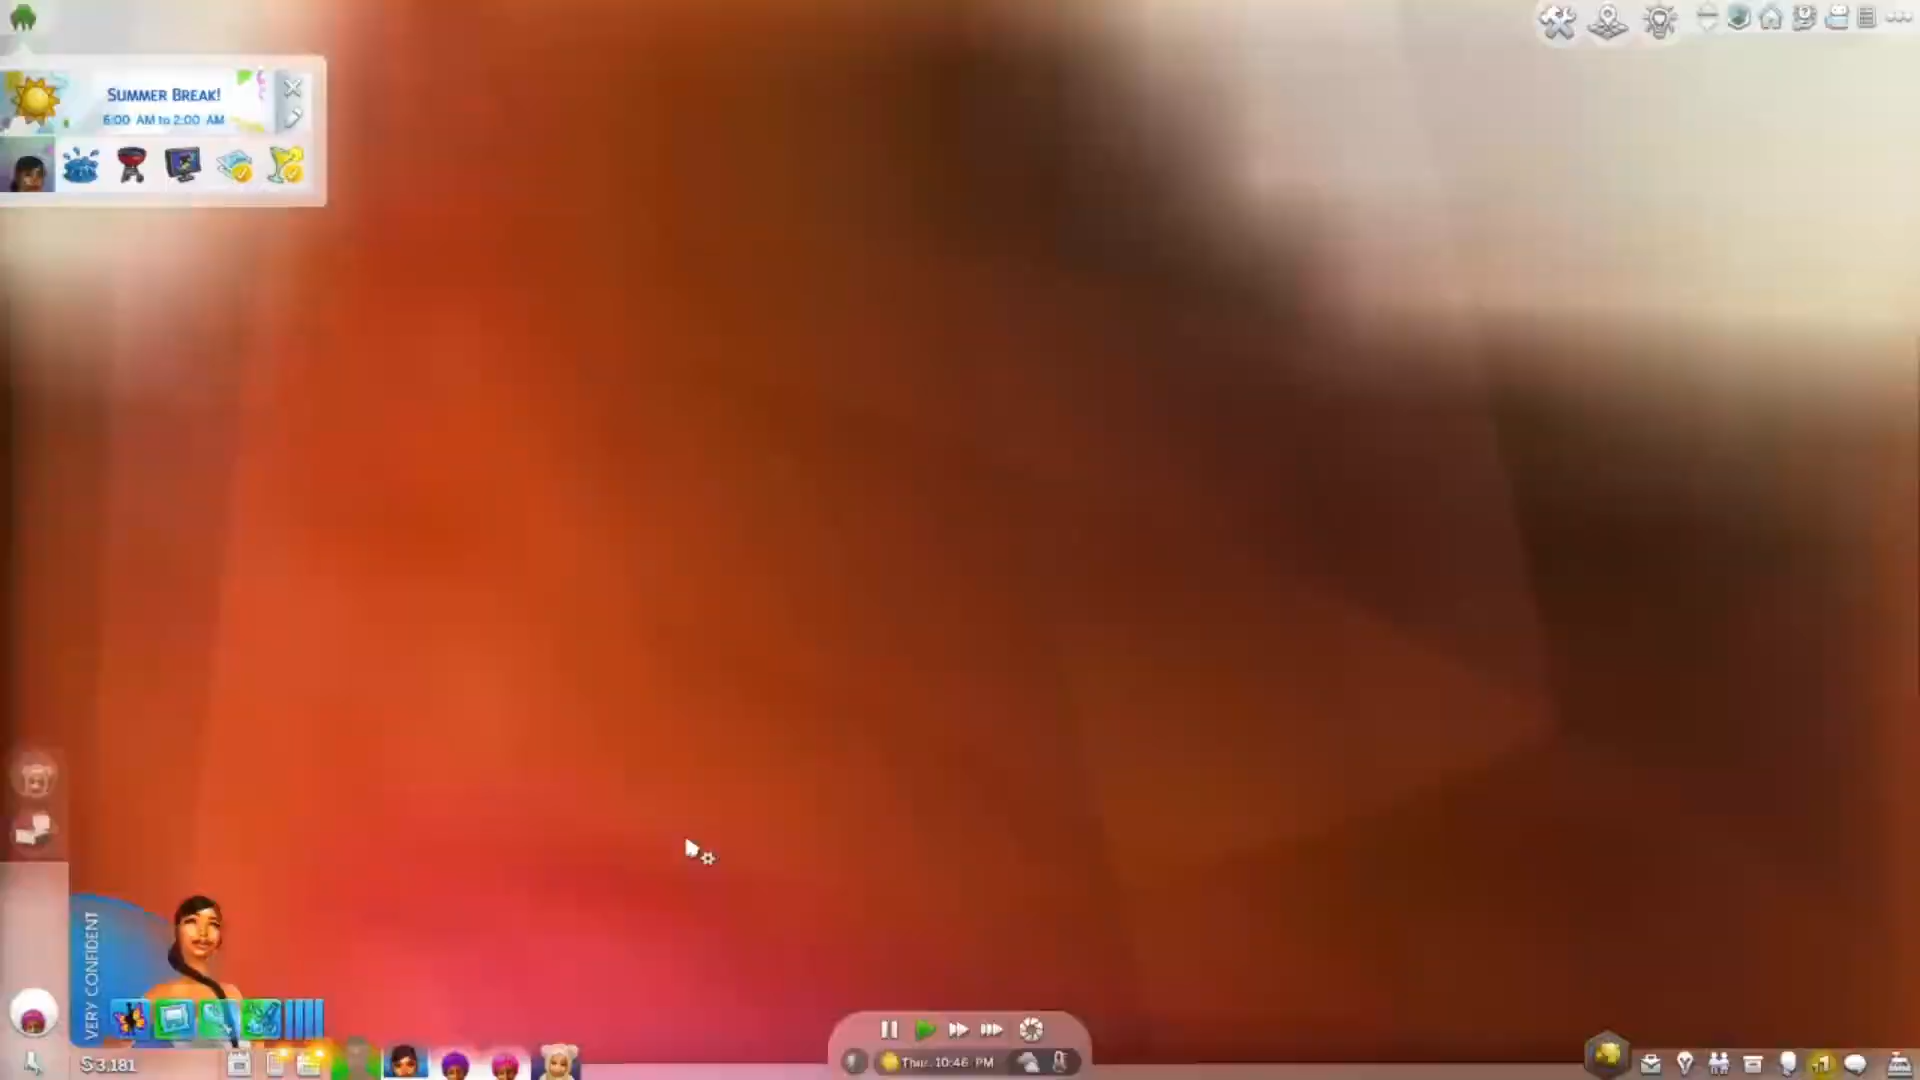 SUMMER BREAK!
6:00 AM to 2:00 AM
VERY CONFIDENT
§3,181
Thu. 10:46 PM